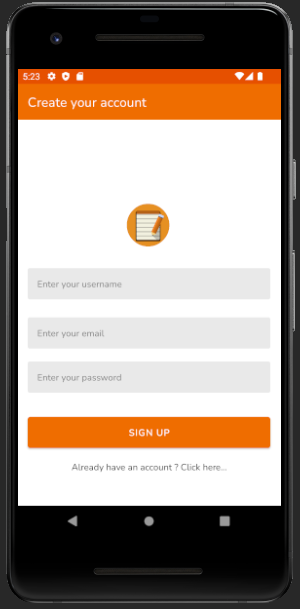 5:23
Create your account
Enter your username
Enter your email
Enter your password
SIGN UP
Already have an account ? Click here...